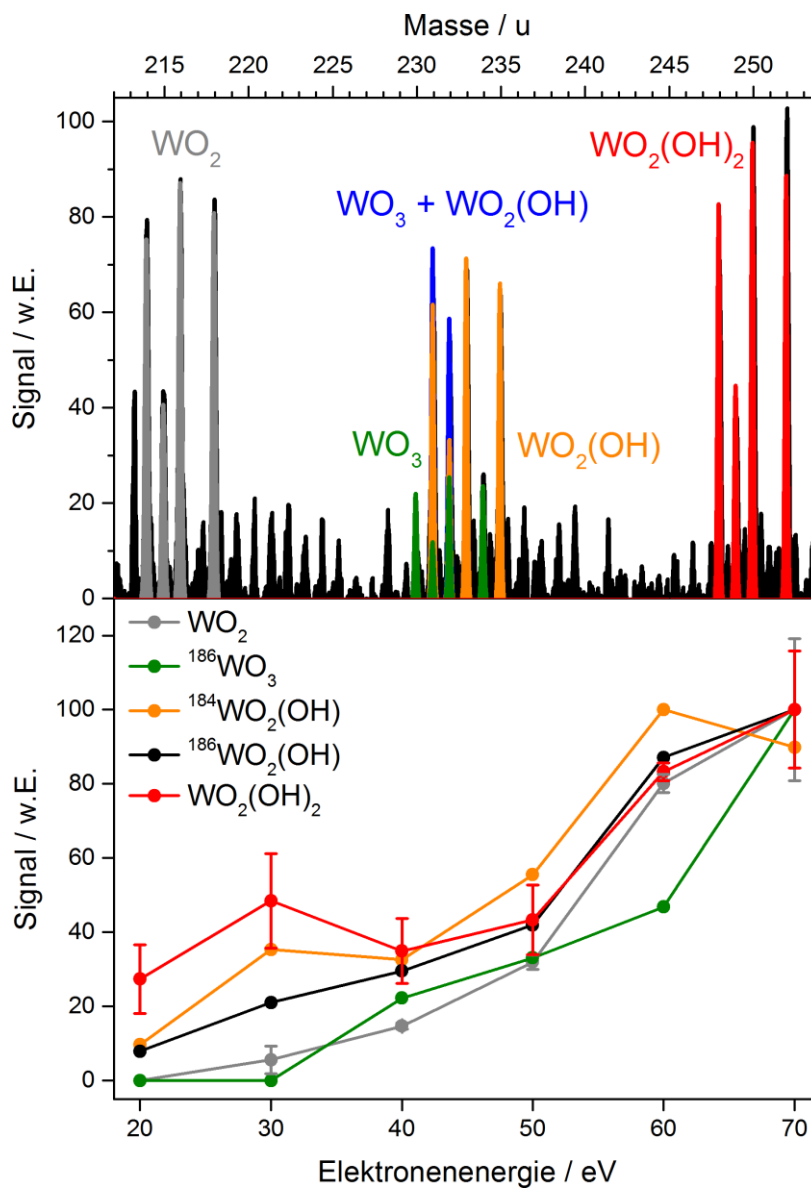 Masse / u
215 220 225 230 235 240 245 250
100
80
60
40
20
0
Signal / w.E.
WO₂
WO₃ + WO₂(OH)
WO₂(OH)₂
WO₃
WO₂(OH)
120
100
80
60
40
20
0
Signal / w.E.
WO₂
¹⁸⁶WO₃
¹⁸⁴WO₂(OH)
¹⁸⁶WO₂(OH)
WO₂(OH)₂
20 30 40 50 60 70
Elektronenenergie / eV